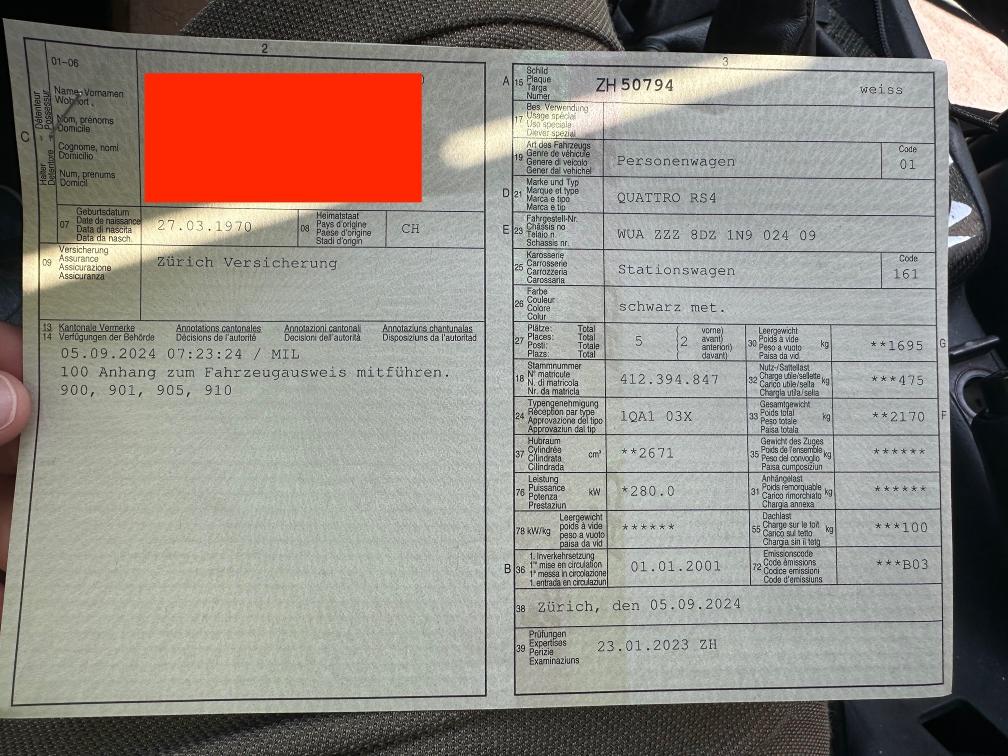 2
01-06
C
Halter Détenteur
Detentore Possessur
Name, Vornamen
Wohnort
Nom, prénoms
Domicile
Cognome, nomi
Domicilio
Num, prenums
Domicil
07
Geburtsdatum
Date de naissance
Data di nascita
Data da nasch.
27.03.1970
08
Heimatstaat
Pays d'origine
Paese d'origine
Stadi d'origin
CH
09
Versicherung
Assurance
Assicurazione
Assicuranza
Zürich Versicherung
13 Kantonale Vermerke Annotations cantonales Annotazioni cantonali Annotaziuns chantunalas
14 Verfügungen der Behörde Décisions de l'autorité Decisioni dell'autorità Disposiziuns da l'autoritad
05.09.2024 07:23:24 / MIL
100 Anhang zum Fahrzeugausweis mitführen.
900, 901, 905, 910
3
A 15
Schild
Plaque
Targa
Numer
ZH 50794 weiss
17
Bes. Verwendung
Usage spécial
Uso speciale
Diever spezial
19
Art des Fahrzeugs
Genre de véhicule
Genere di veicolo
Gener dal vehichel
Personenwagen
Code
01
D 21
Marke und Typ
Marque et type
Marca e tipo
Marca e tip
QUATTRO RS4
E 23
Fahrgestell-Nr.
Châssis no
Telaio n.
Schassis nr.
WUA ZZZ 8DZ 1N9 024 09
25
Karosserie
Carrosserie
Carrozzeria
Carossaria
Stationswagen
Code
161
26
Farbe
Couleur
Colore
Colur
schwarz met.
27
Plätze: Total
Places: Total
Posti: Totale
Plazs: Total
5
2
vorne)
avant)
anteriori)
davant)
30
Leergewicht
Poids à vide
Peso a vuoto
Paisa da vid
kg
**1695
G
18
Stammnummer
N° matricule
N. di matricola
Nr. da matricla
412.394.847
32
Nutz-/Sattellast
Charge utile/sellette
Carico utile/sella
Chargia utila/sella
kg
***475
24
Typengenehmigung
Réception par type
Approvazione del tipo
Approvaziun dal tip
1QA1 03X
33
Gesamtgewicht
Poids total
Peso totale
Paisa totala
kg
**2170
F
37
Hubraum
Cylindrée
Cilindrata
Cilindrada
cm³
**2671
35
Gewicht des Zuges
Poids de l'ensemble
Peso del convoglio
Paisa cumposiziun
kg
******
76
Leistung
Puissance
Potenza
Prestaziun
kW
*280.0
31
Anhängelast
Poids remorquable
Carico rimorchiato
Chargia annexa
kg
******
78 kW/kg
Leergewicht
poids à vide
peso a vuoto
paisa da vid
******
55
Dachlast
Charge sur le toit
Carico sul tetto
Chargia sin il tetg
kg
***100
B 36
1. Inverkehrsetzung
1re mise en circulation
1a messa in circolazione
1. entrada en circulaziun
01.01.2001
72
Emissionscode
Code émissions
Codice emissioni
Code d'emissiuns
***B03
38
Zürich, den 05.09.2024
39
Prüfungen
Expertises
Perizie
Examinaziuns
23.01.2023 ZH